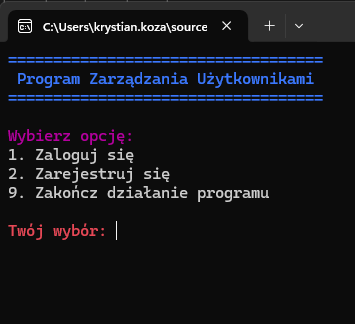 C:\Users\krystian.koza\source
===================================
Program Zarządzania Użytkownikami
===================================
Wybierz opcję:
1. Zaloguj się
2. Zarejestruj się
9. Zakończ działanie programu
Twój wybór: